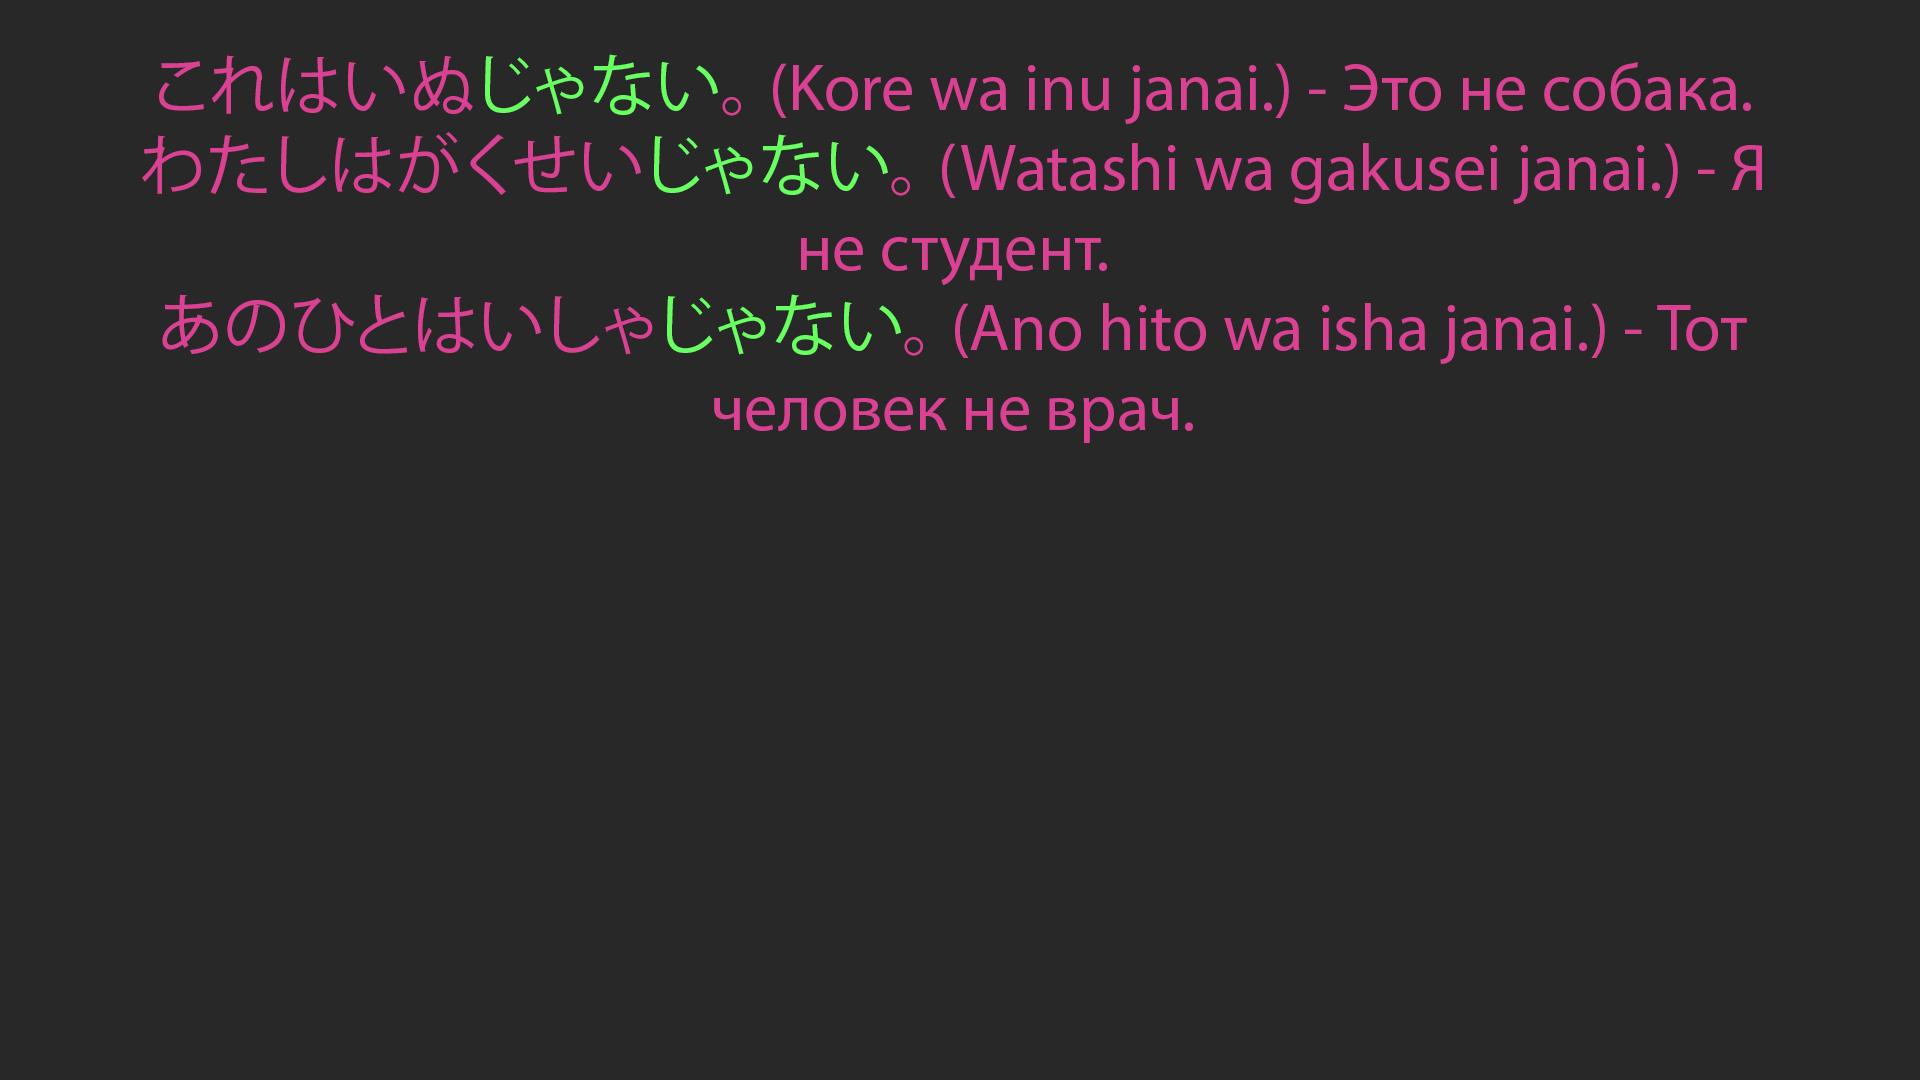 これはいぬじゃない。 (Kore wa inu janai.) - Это не собака.
わたしはがくせいじゃない。 (Watashi wa gakusei janai.) - Я
не студент.
あのひとはいしゃじゃない。 (Ano hito wa isha janai.) - Тот
человек не врач.